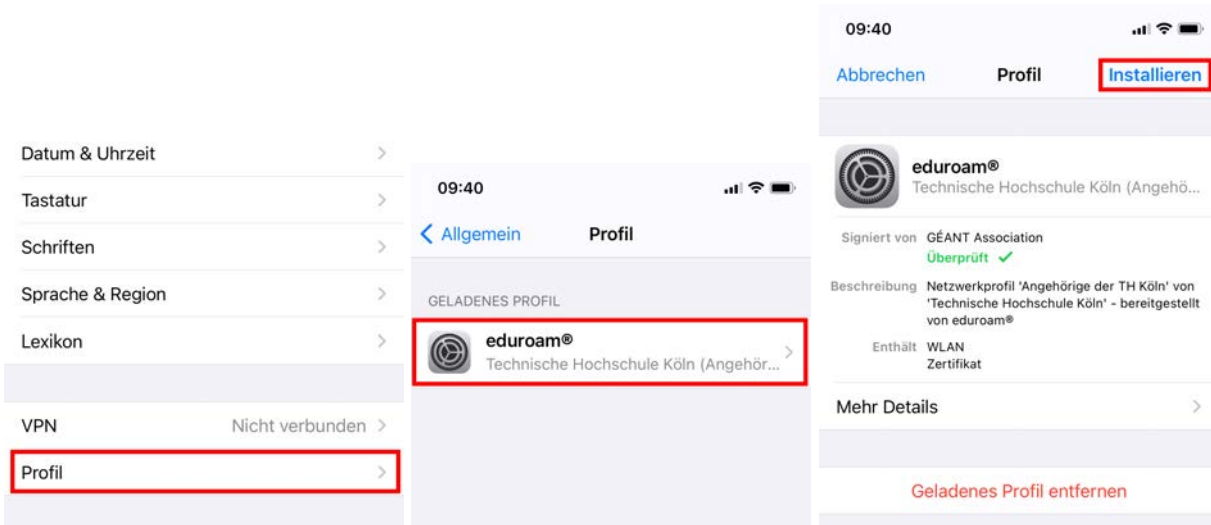 Datum & Uhrzeit
Tastatur
Schriften
Sprache & Region
Lexikon
VPN Nicht verbunden
Profil
09:40
Allgemein Profil
GELADENES PROFIL
eduroam®
Technische Hochschule Köln (Angehör...
09:40
Abbrechen Profil Installieren
eduroam®
Technische Hochschule Köln (Angehö...
Signiert von GÉANT Association
Überprüft
Beschreibung Netzwerkprofil 'Angehörige der TH Köln' von
'Technische Hochschule Köln' - bereitgestellt
von eduroam®
Enthält WLAN
Zertifikat
Mehr Details
Geladenes Profil entfernen